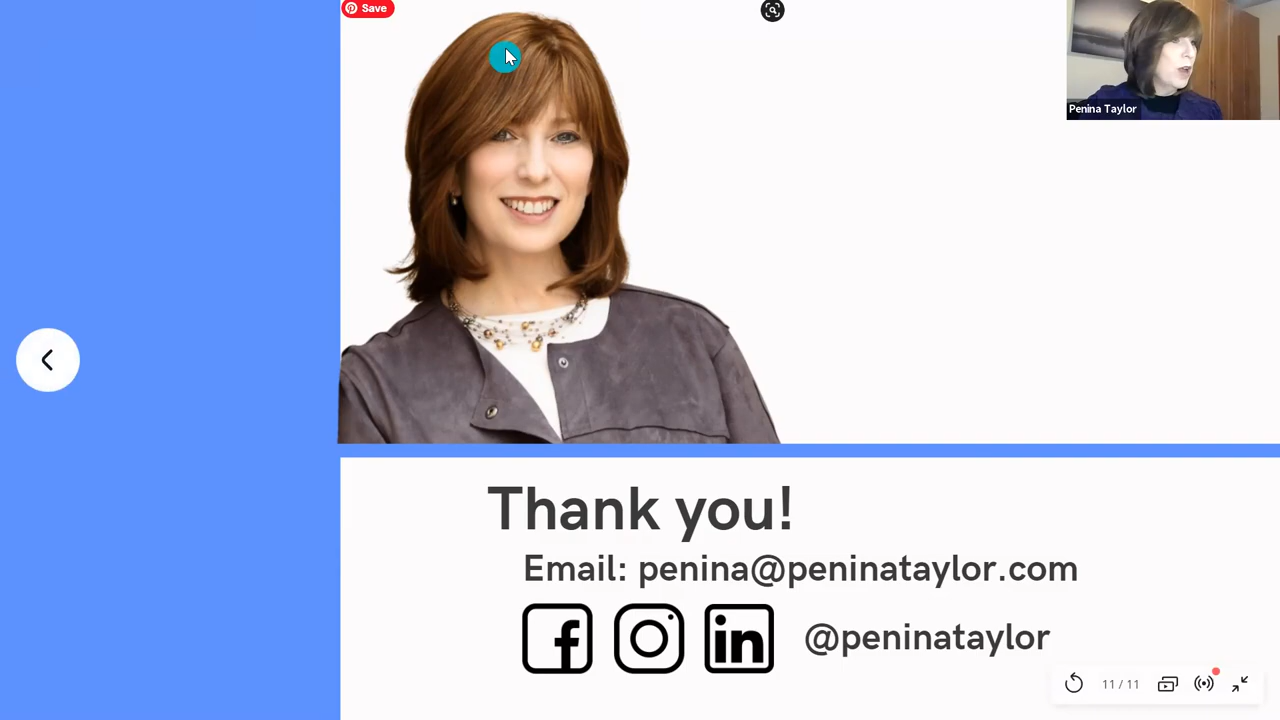 Save
Penina Taylor
Thank you!
Email: penina@peninataylor.com
@peninataylor
11 / 11